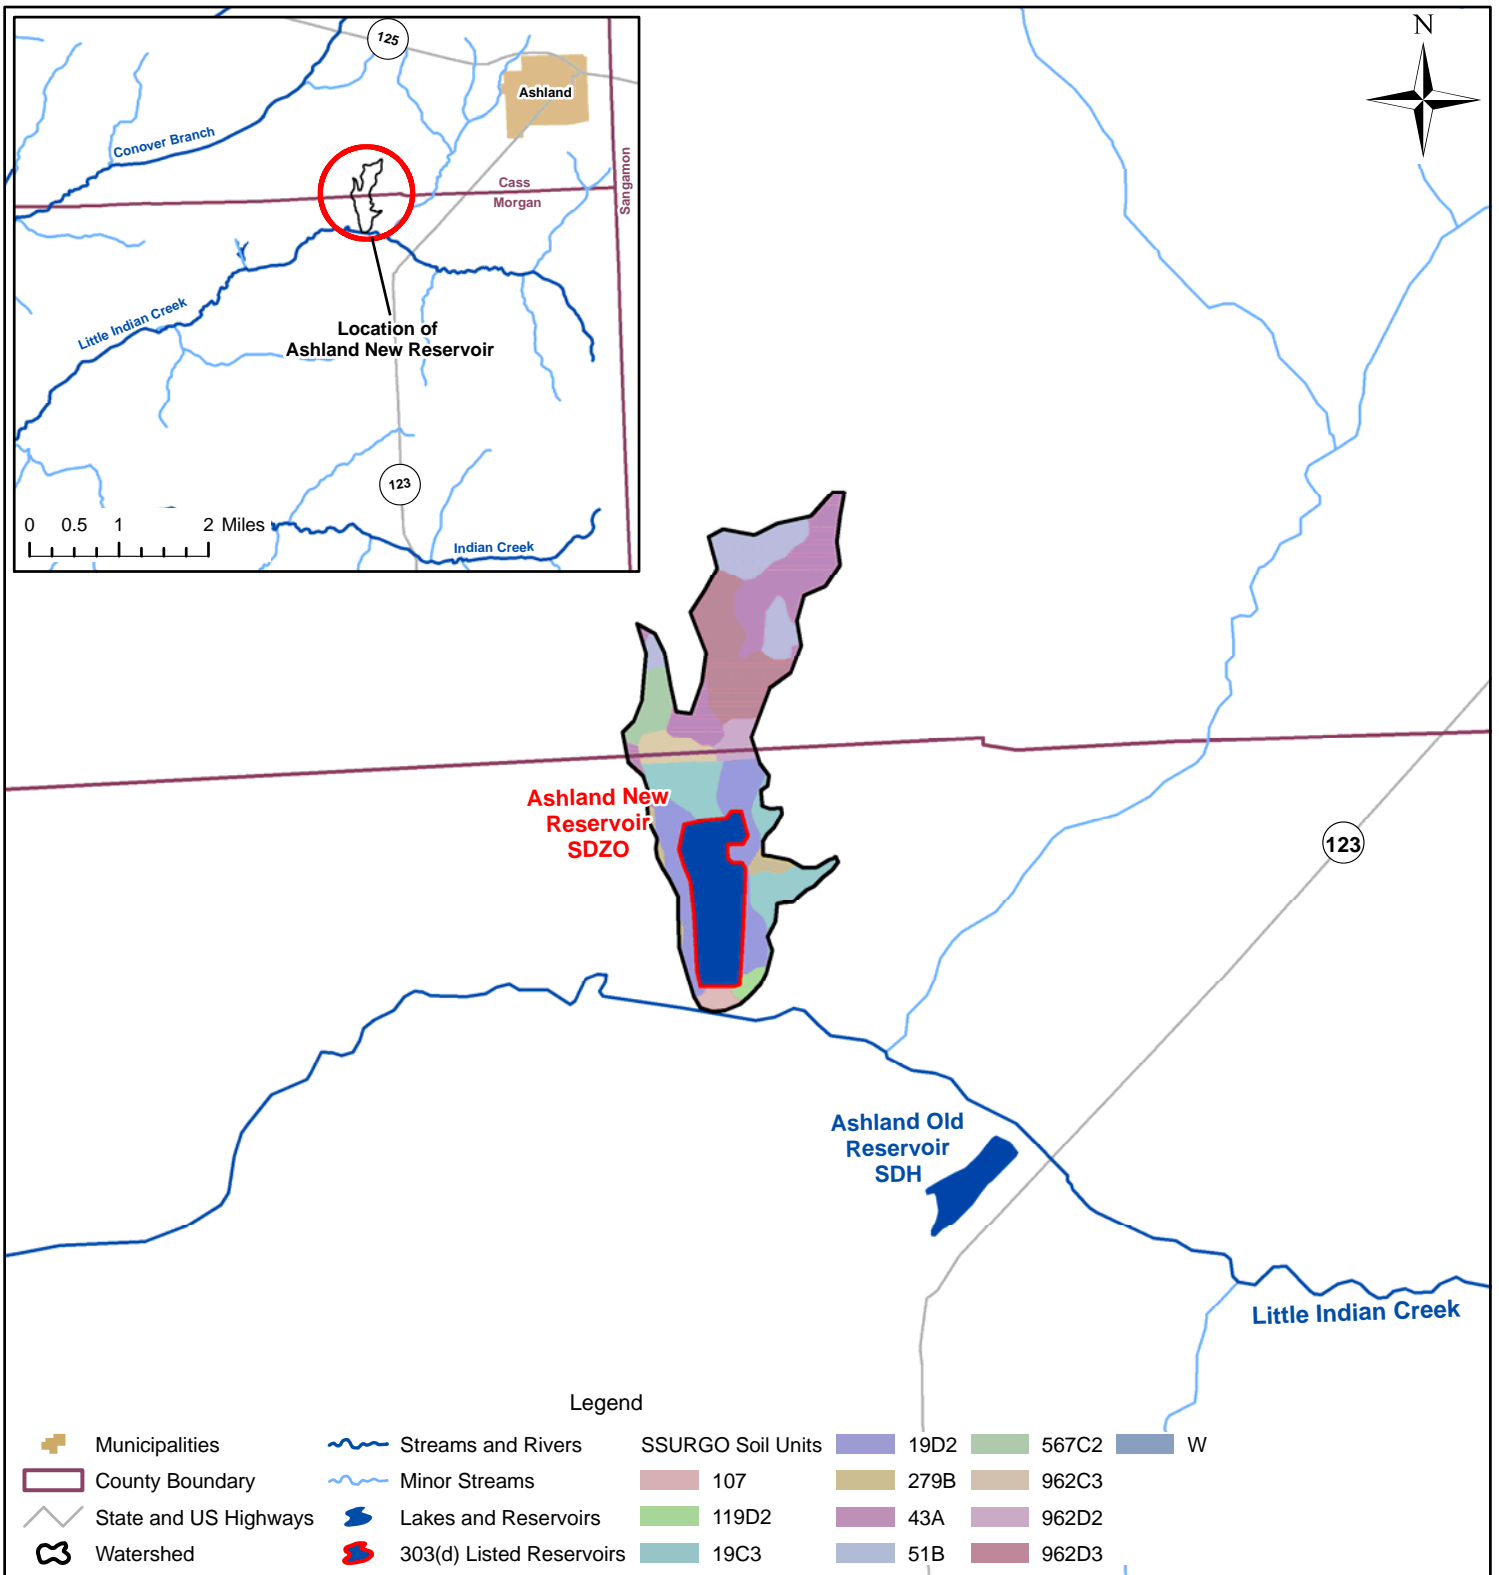 N
125
Ashland
Conover Branch
Cass
Morgan
Sangamon
Little Indian Creek
Location of
Ashland New Reservoir
123
0 0.5 1 2 Miles
Indian Creek
Ashland New
Reservoir
SDZO
123
Ashland Old
Reservoir
SDH
Little Indian Creek
Legend
Municipalities
County Boundary
State and US Highways
Watershed
Streams and Rivers
Minor Streams
Lakes and Reservoirs
303(d) Listed Reservoirs
SSURGO Soil Units
107
119D2
19C3
19D2
279B
43A
51B
567C2
962C3
962D2
962D3
W